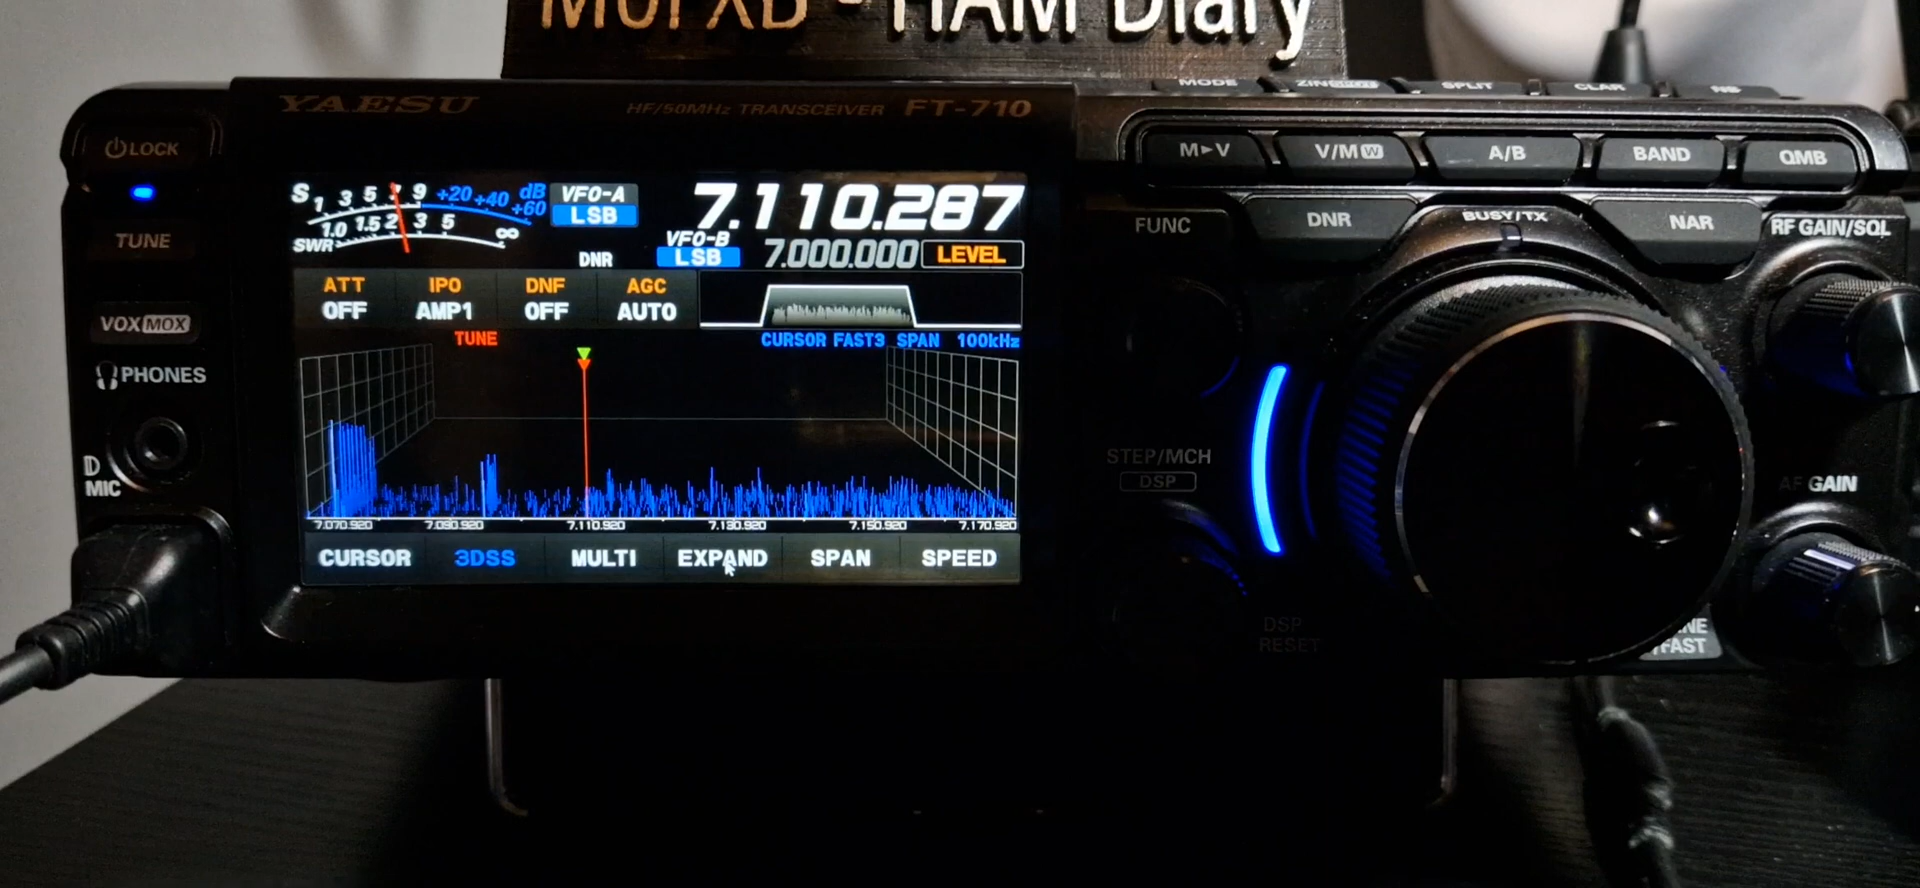 HAM Diary
MODE ZIN SPLIT CLAR NB
YAESU HF/50MHz TRANSCEIVER FT-710
LOCK
M►V V/M W A/B BAND QMB
S 1 3 5 7 9 +20 +40 +60 dB
1.0 1.5 2 3 5 ∞
SWR
VFO-A
LSB
7.110.287
VFO-B
LSB
7.000.000
LEVEL
DNR
FUNC DNR BUSY/TX NAR RF GAIN/SQL
TUNE
ATT IPO DNF AGC
OFF AMP1 OFF AUTO
VOX MOX
TUNE CURSOR FAST3 SPAN 100kHz
PHONES
STEP/MCH
DSP
AF GAIN
D
MIC
7.070.920 7.090.920 7.110.920 7.130.920 7.150.920 7.170.920
CURSOR 3DSS MULTI EXPAND SPAN SPEED
DSP
RESET
FAST